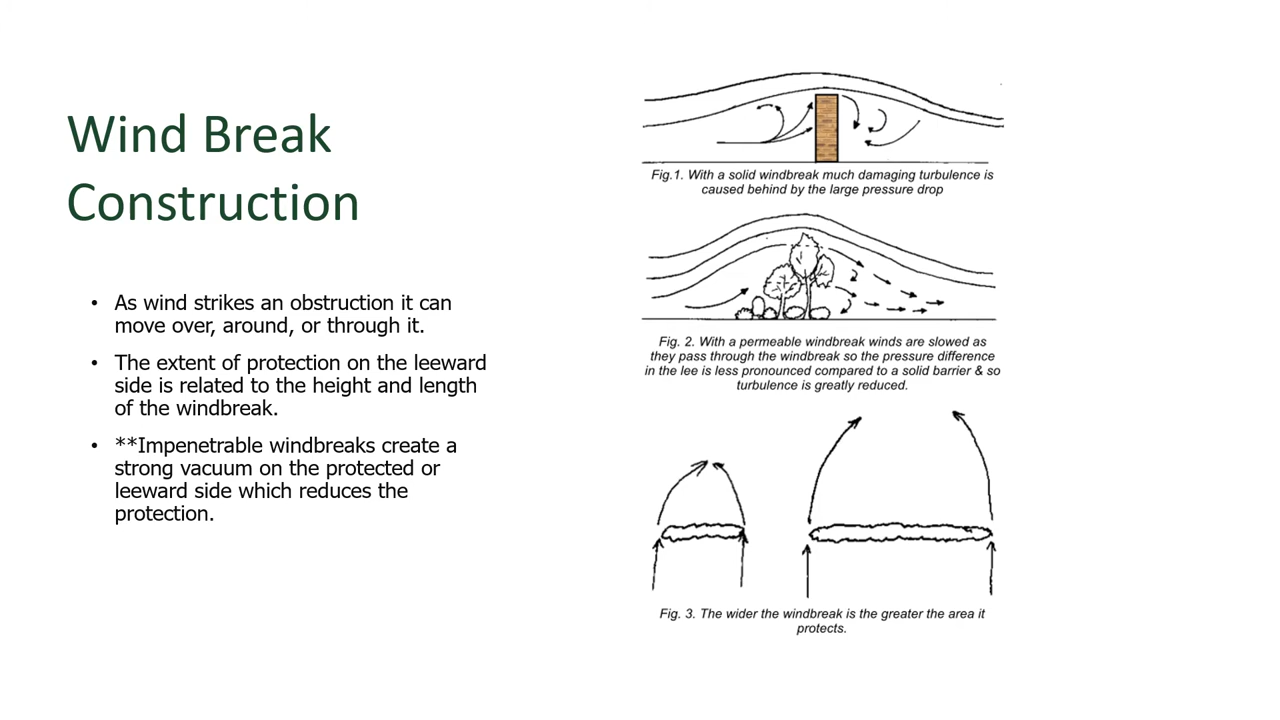 Wind Break
Construction
• As wind strikes an obstruction it can
move over, around, or through it.
• The extent of protection on the leeward
side is related to the height and length
of the windbreak.
• **Impenetrable windbreaks create a
strong vacuum on the protected or
leeward side which reduces the
protection.
Fig.1. With a solid windbreak much damaging turbulence is
caused behind by the large pressure drop
Fig. 2. With a permeable windbreak winds are slowed as
they pass through the windbreak so the pressure difference
in the lee is less pronounced compared to a solid barrier & so
turbulence is greatly reduced.
Fig. 3. The wider the windbreak is the greater the area it
protects.